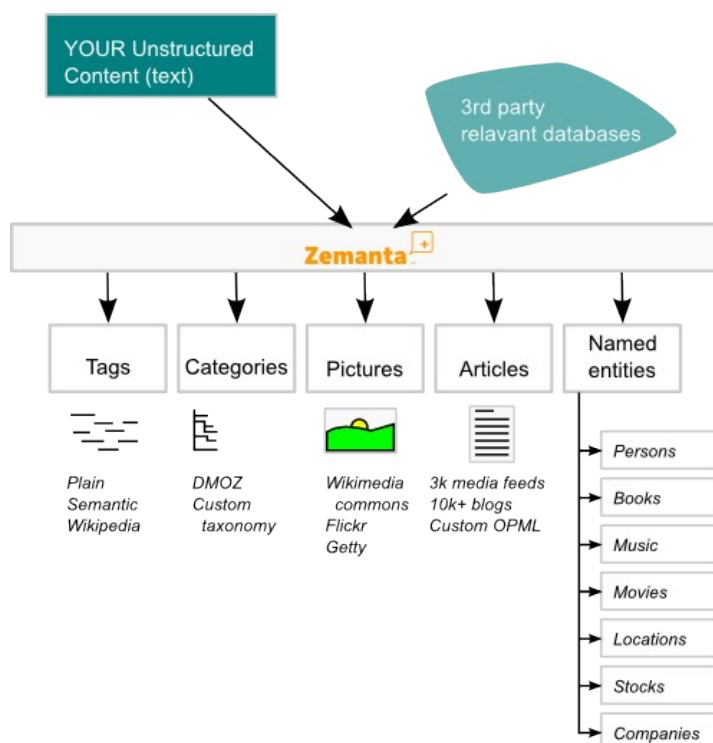 YOUR Unstructured
Content (text)
3rd party
relavant databases
Zemanta
+
Tags
Categories
Pictures
Articles
Named
entities
Plain
Semantic
Wikipedia
DMOZ
Custom
taxonomy
Wikimedia
commons
Flickr
Getty
3k media feeds
10k+ blogs
Custom OPML
Persons
Books
Music
Movies
Locations
Stocks
Companies